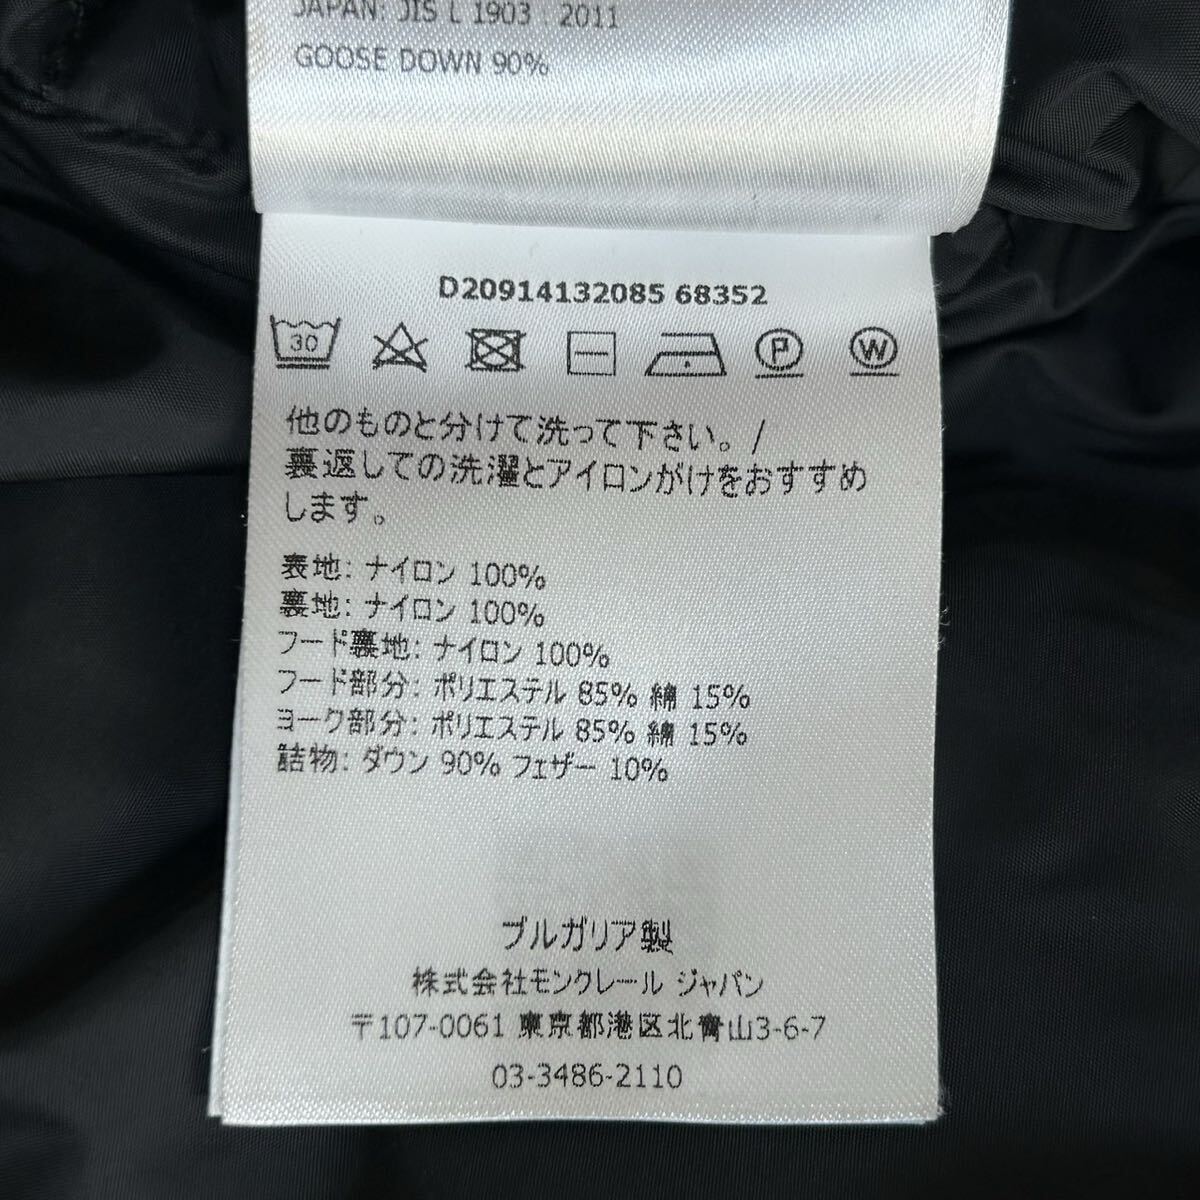 JAPAN: JIS L 1903 : 2011
GOOSE DOWN 90%
D20914132085 68352
30
P
W
他のものと分けて洗って下さい。/
裏返しての洗濯とアイロンがけをおすすめ
します。
表地: ナイロン 100%
裏地: ナイロン 100%
フード裏地: ナイロン 100%
フード部分: ポリエステル 85% 綿 15%
ヨーク部分: ポリエステル 85% 綿 15%
詰物: ダウン 90% フェザー 10%
ブルガリア製
株式会社モンクレール ジャパン
〒107-0061 東京都港区北青山3-6-7
03-3486-2110